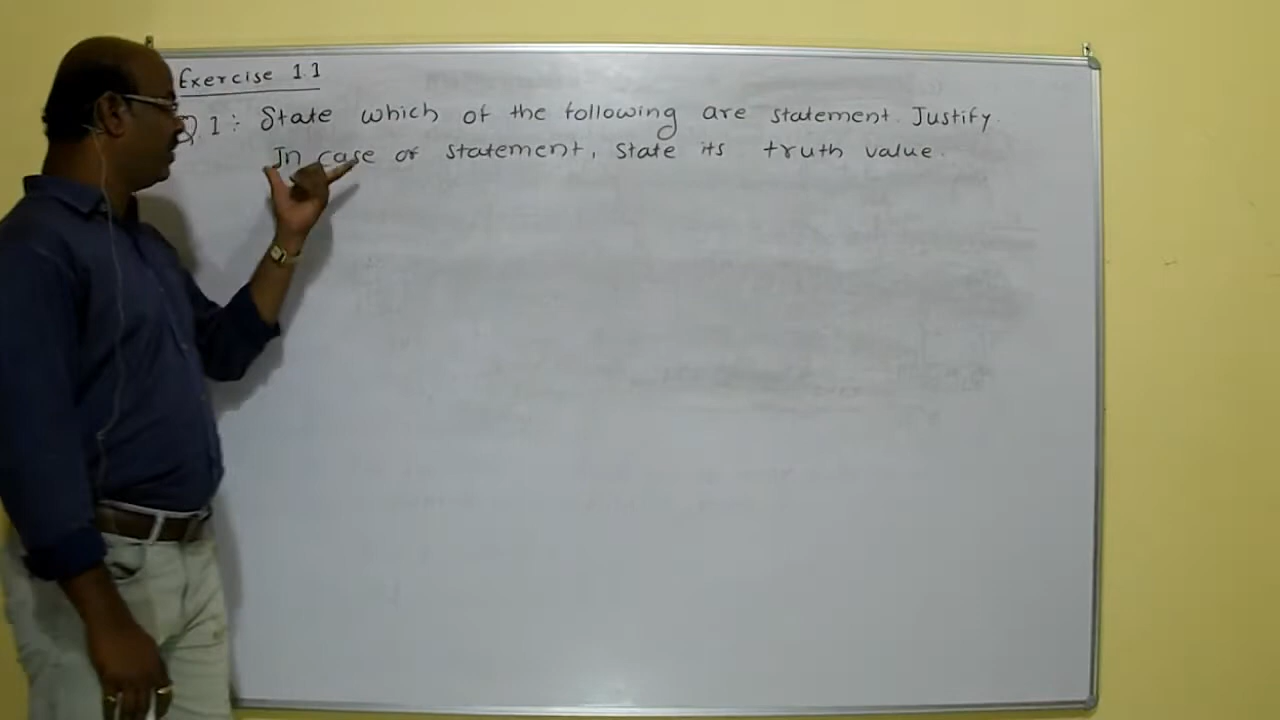 Exercise 1.1
Q 1: State which of the following are statement. Justify.
In case of statement, state its truth value.